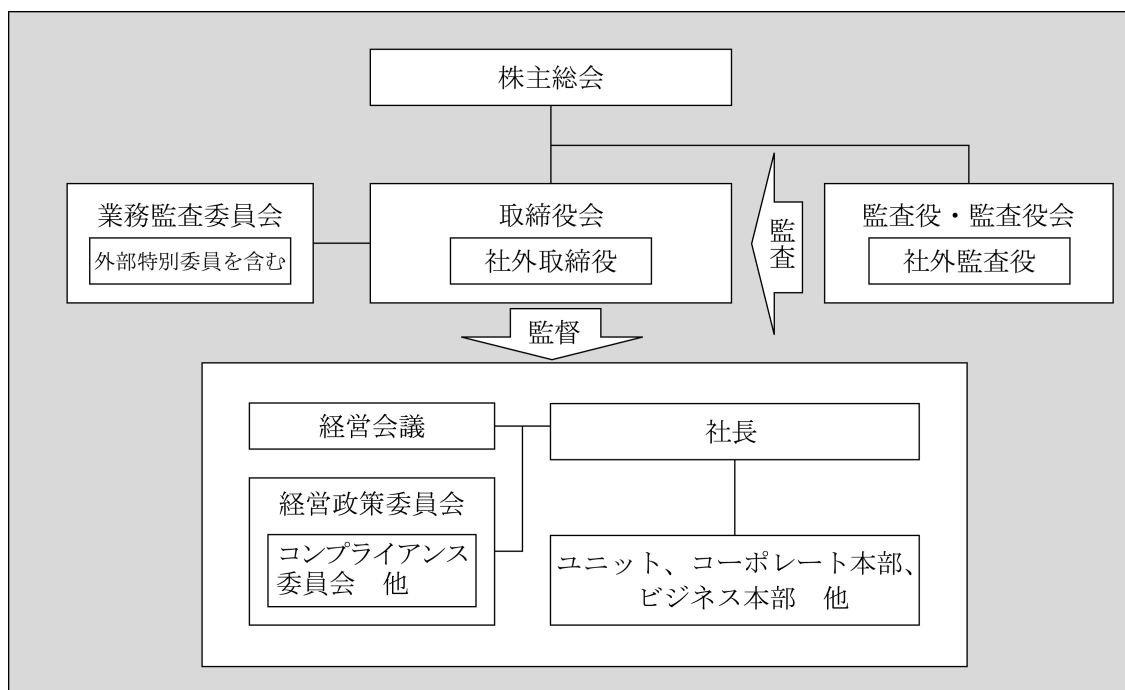 株主総会
業務監査委員会
外部特別委員を含む
取締役会
社外取締役
監査
監査役・監査役会
社外監査役
監督
経営会議
社長
経営政策委員会
コンプライアンス
委員会　他
ユニット、コーポレート本部、
ビジネス本部　他